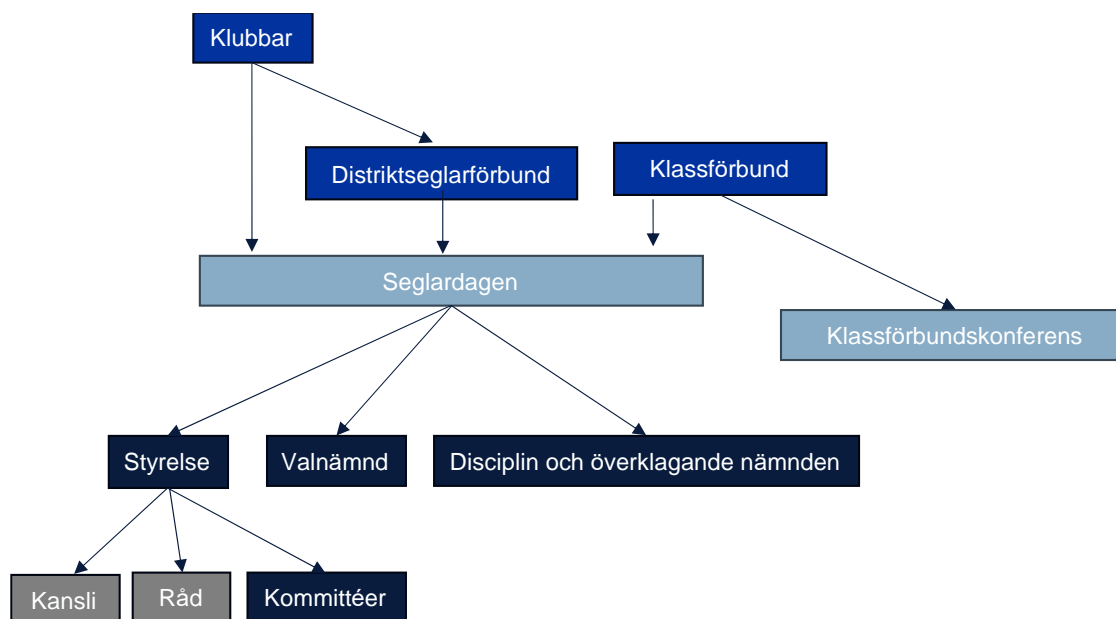 Klubbar
Distriktseglarförbund
Klassförbund
Seglardagen
Klassförbundskonferens
Styrelse
Valnämnd
Disciplin och överklagande nämnden
Kansli
Råd
Kommittéer